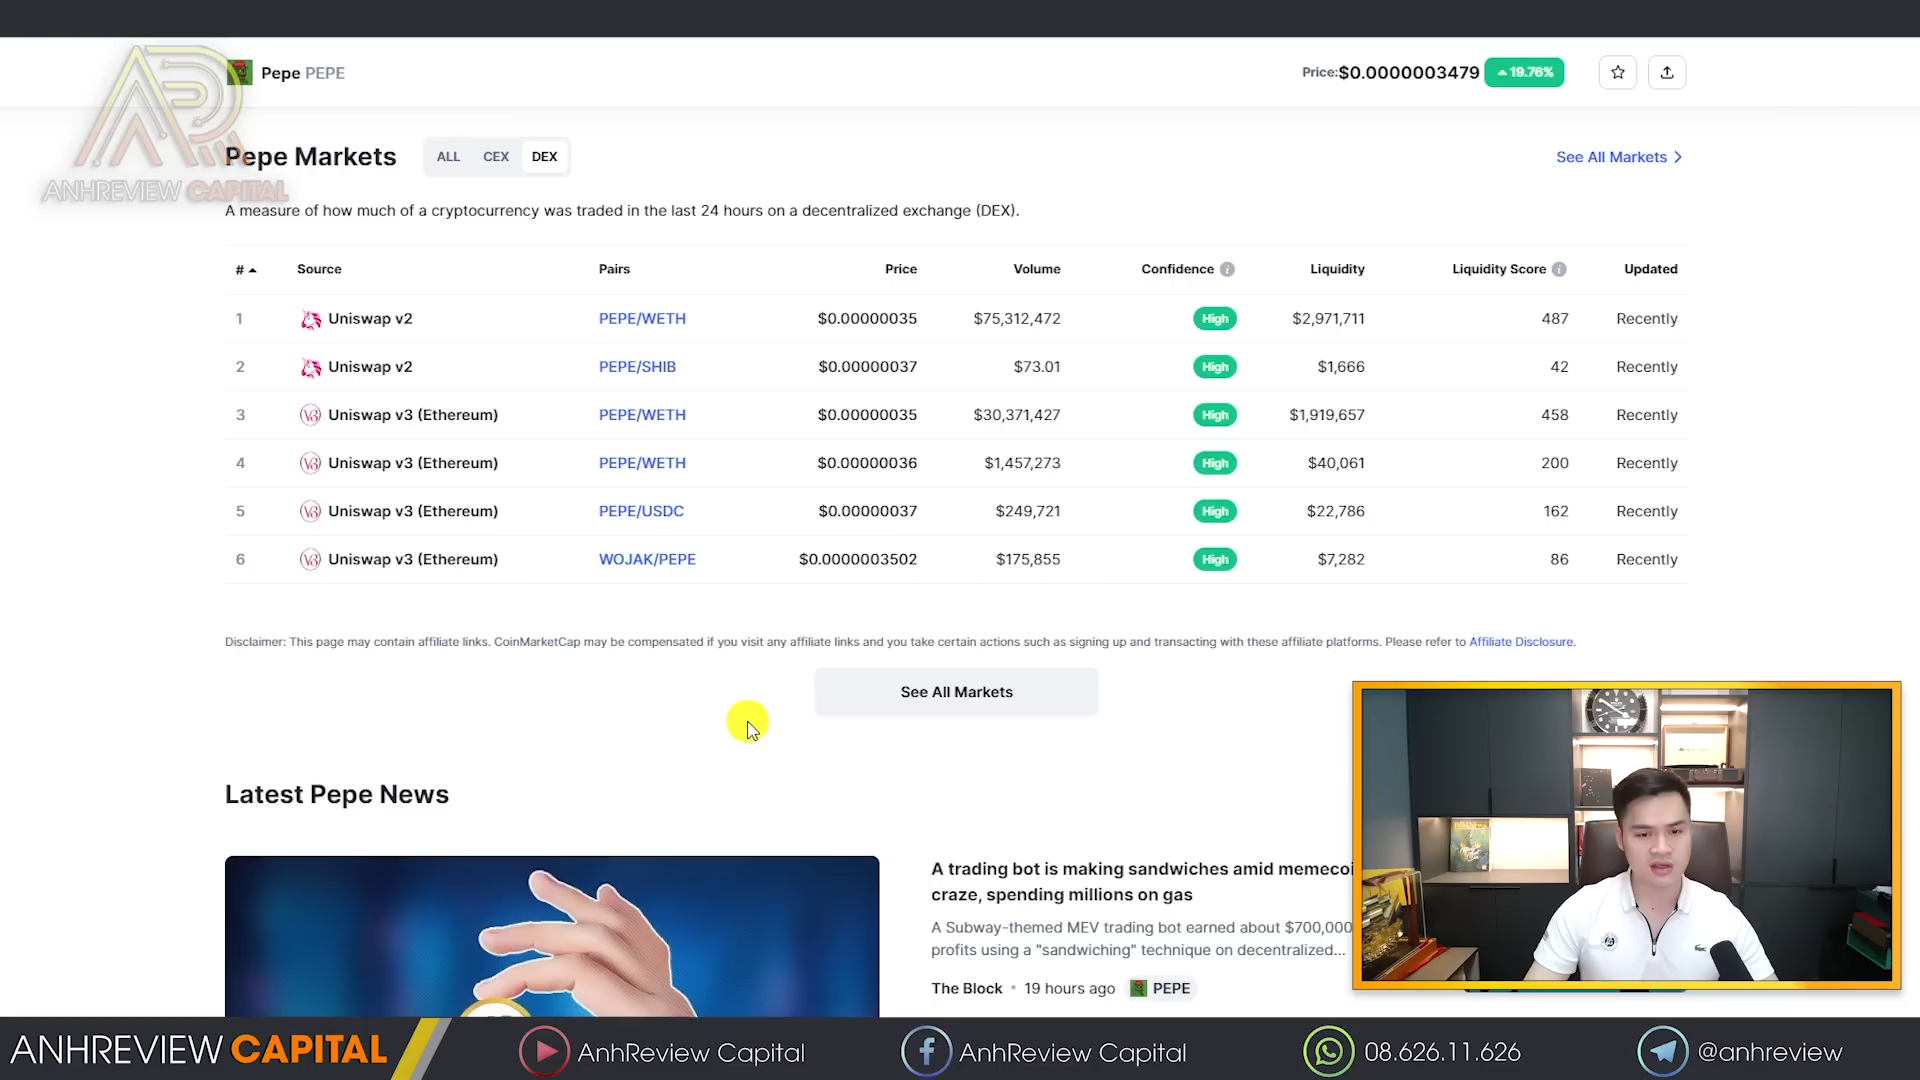 Pepe PEPE
Price:$0.0000003479 19.76%
ANHREVIEW CAPITAL
Pepe Markets ALL CEX DEX See All Markets
A measure of how much of a cryptocurrency was traded in the last 24 hours on a decentralized exchange (DEX).
# Source Pairs Price Volume Confidence Liquidity Liquidity Score Updated
1 Uniswap v2 PEPE/WETH $0.00000035 $75,312,472 High $2,971,711 487 Recently
2 Uniswap v2 PEPE/SHIB $0.00000037 $73.01 High $1,666 42 Recently
3 Uniswap v3 (Ethereum) PEPE/WETH $0.00000035 $30,371,427 High $1,919,657 458 Recently
4 Uniswap v3 (Ethereum) PEPE/WETH $0.00000036 $1,457,273 High $40,061 200 Recently
5 Uniswap v3 (Ethereum) PEPE/USDC $0.00000037 $249,721 High $22,786 162 Recently
6 Uniswap v3 (Ethereum) WOJAK/PEPE $0.0000003502 $175,855 High $7,282 86 Recently
Disclaimer: This page may contain affiliate links. CoinMarketCap may be compensated if you visit any affiliate links and you take certain actions such as signing up and transacting with these affiliate platforms. Please refer to Affiliate Disclosure.
See All Markets
Latest Pepe News
A trading bot is making sandwiches amid memecoi
craze, spending millions on gas
A Subway-themed MEV trading bot earned about $700,000
profits using a "sandwiching" technique on decentralized...
The Block • 19 hours ago PEPE
ANHREVIEW CAPITAL AnhReview Capital AnhReview Capital 08.626.11.626 @anhreview